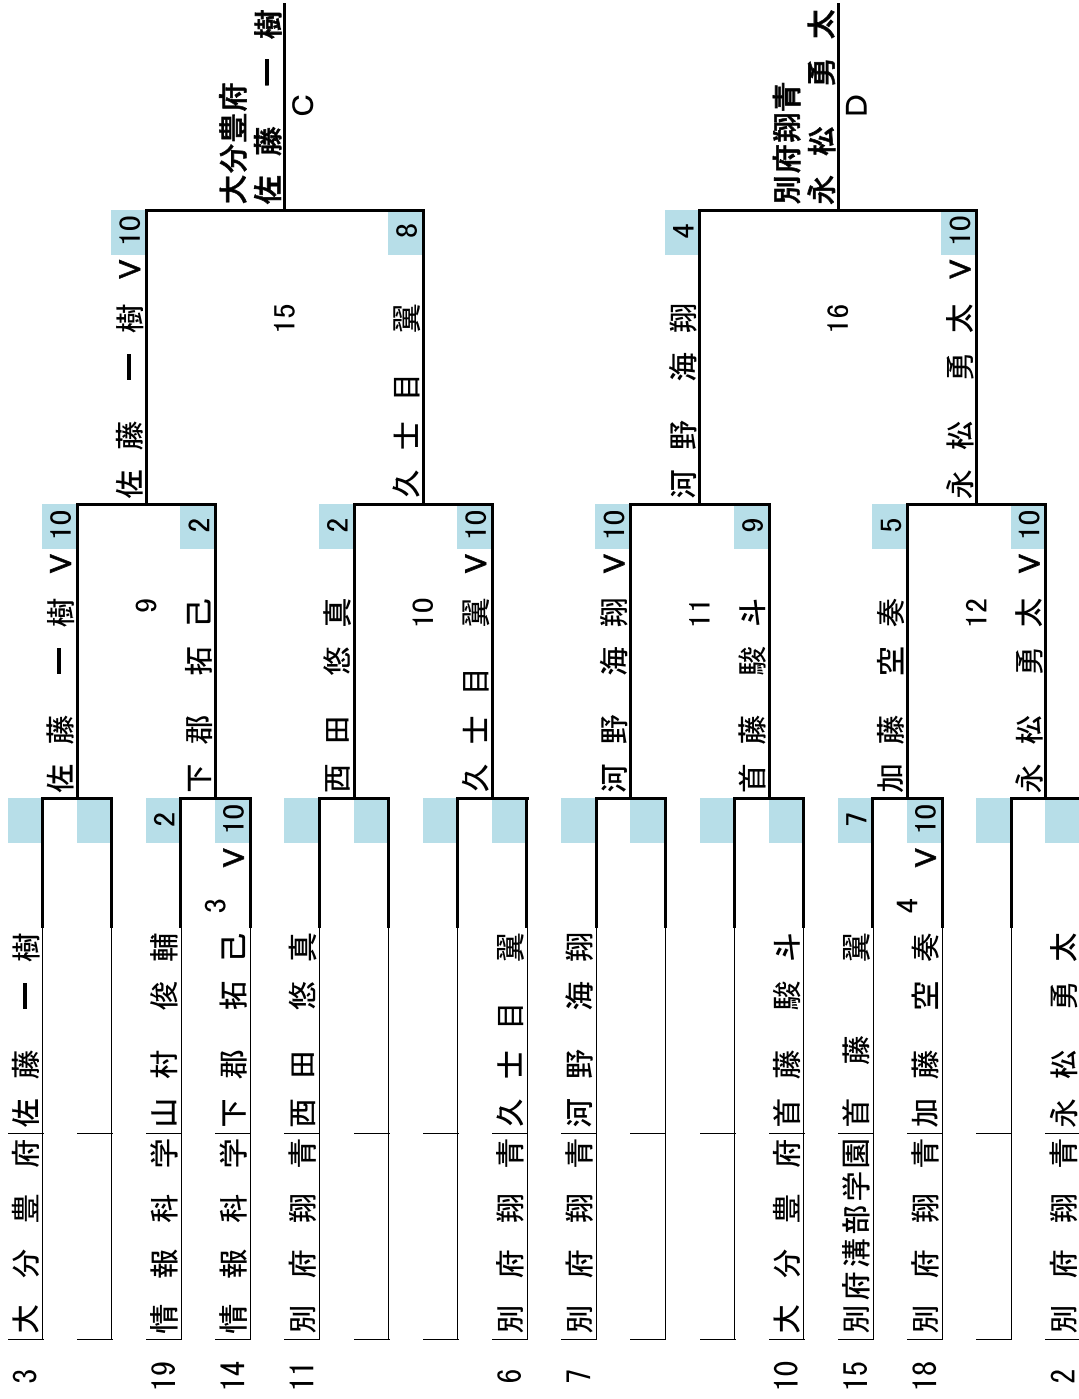 3 大分豊府 佐藤一樹
19 情報科学 山村俊輔 2
3
14 情報科学 下郡拓己 V 10
11 別府翔青 西田悠真
6 別府翔青 久士目翼
7 別府翔青 河野海翔
10 大分豊府 首藤駿斗
15 別府溝部学園 首藤翼 7
4
18 別府翔青 加藤空奏 V 10
2 別府翔青 永松勇太
佐藤一樹 V 10
9
下郡拓己 2
西田悠真 2
10
久士目翼 V 10
河野海翔 V 10
11
首藤駿斗 9
加藤空奏 5
12
永松勇太 V 10
佐藤一樹 V 10
15
久士目翼 8
河野海翔 4
16
永松勇太 V 10
大分豊府
佐藤一樹
C
別府翔青
永松勇太
D